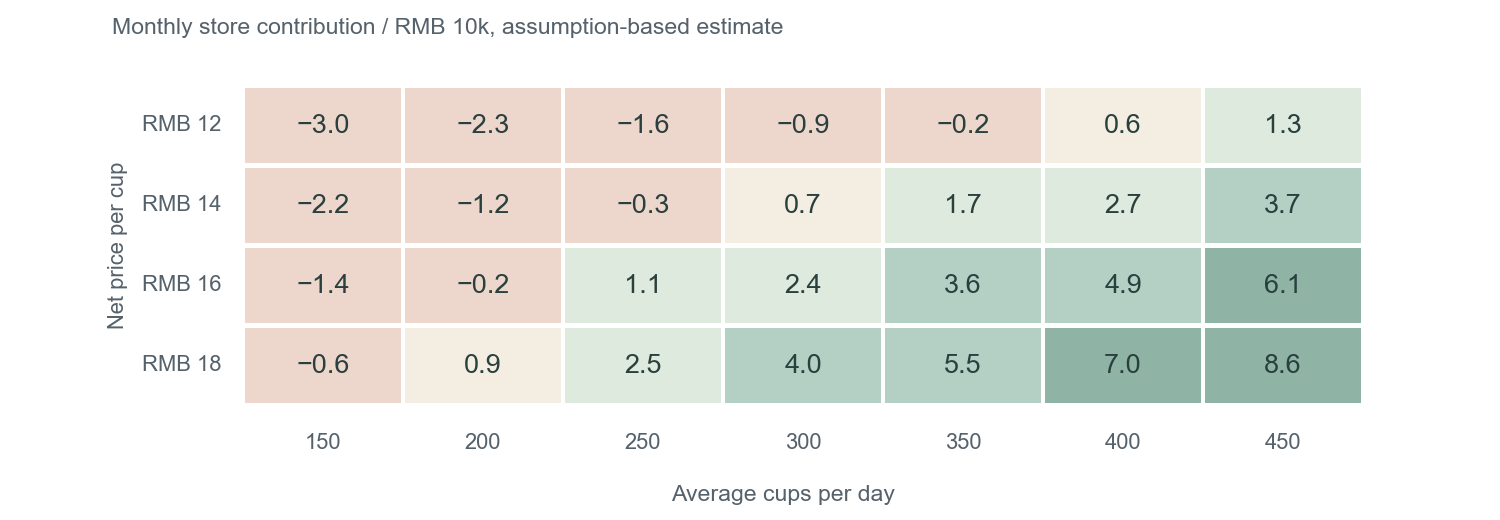 Monthly store contribution / RMB 10k, assumption-based estimate
Net price per cup
RMB 12 −3.0 −2.3 −1.6 −0.9 −0.2 0.6 1.3
RMB 14 −2.2 −1.2 −0.3 0.7 1.7 2.7 3.7
RMB 16 −1.4 −0.2 1.1 2.4 3.6 4.9 6.1
RMB 18 −0.6 0.9 2.5 4.0 5.5 7.0 8.6
150 200 250 300 350 400 450
Average cups per day